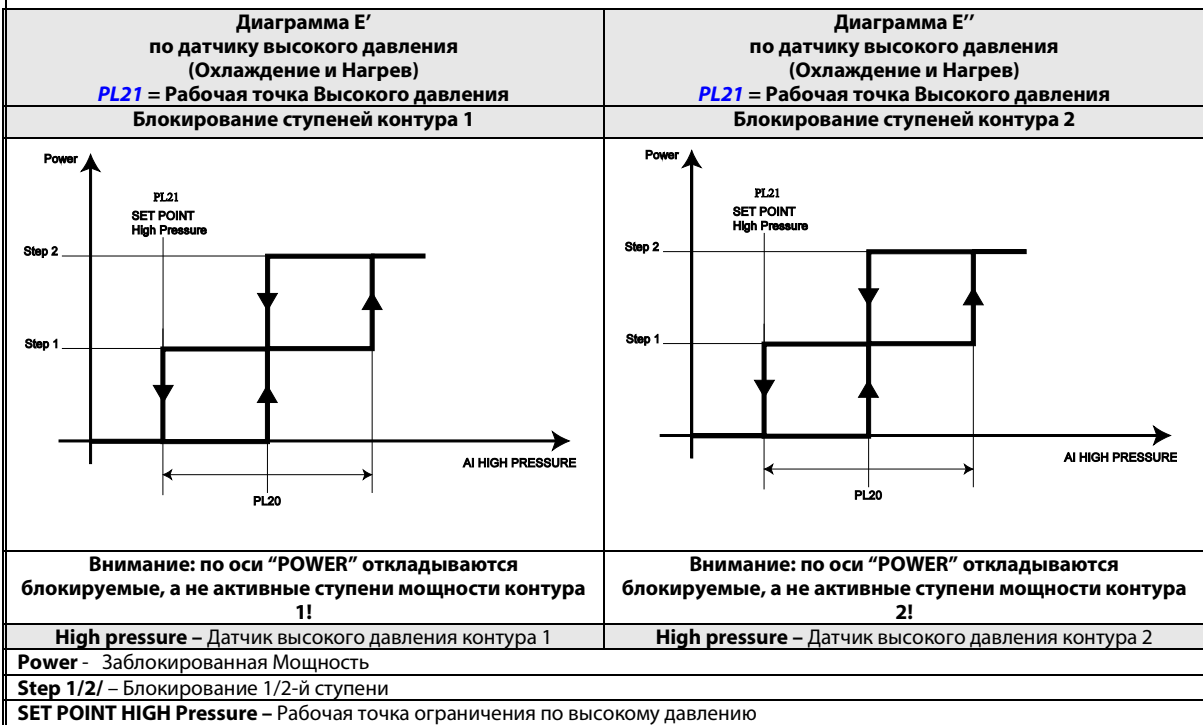 Диаграмма E’
по датчику высокого давления
(Охлаждение и Нагрев)
PL21 = Рабочая точка Высокого давления
Блокирование ступеней контура 1
Power
PL21
SET POINT
High Pressure
Step 2
Step 1
AI HIGH PRESSURE
PL20
Внимание: по оси “POWER” откладываются
блокируемые, а не активные ступени мощности контура
1!
High pressure – Датчик высокого давления контура 1
Диаграмма E’’
по датчику высокого давления
(Охлаждение и Нагрев)
PL21 = Рабочая точка Высокого давления
Блокирование ступеней контура 2
Power
PL21
SET POINT
High Pressure
Step 2
Step 1
AI HIGH PRESSURE
PL20
Внимание: по оси “POWER” откладываются
блокируемые, а не активные ступени мощности контура
2!
High pressure – Датчик высокого давления контура 2
Power - Заблокированная Мощность
Step 1/2/ – Блокирование 1/2-й ступени
SET POINT HIGH Pressure – Рабочая точка ограничения по высокому давлению